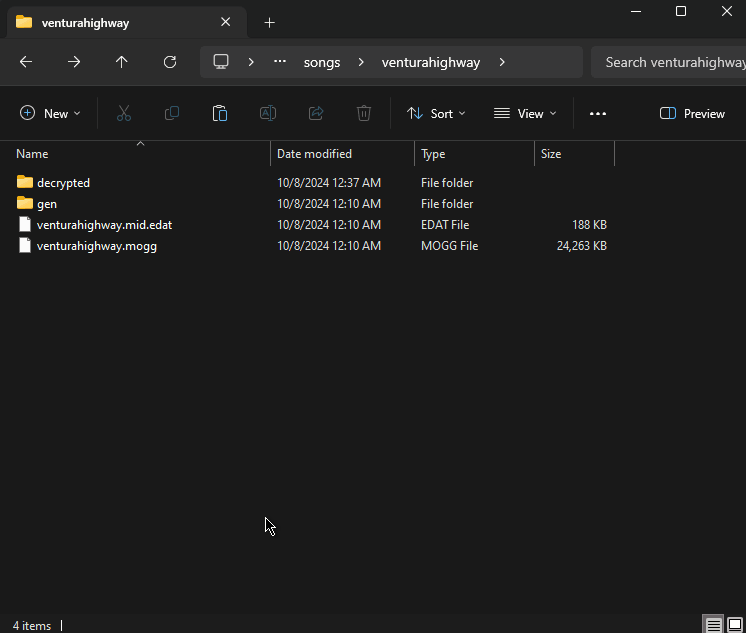 venturahighway
songs venturahighway Search venturahighway
New Sort View Preview
Name Date modified Type Size
decrypted 10/8/2024 12:37 AM File folder
gen 10/8/2024 12:10 AM File folder
venturahighway.mid.edat 10/8/2024 12:10 AM EDAT File 188 KB
venturahighway.mogg 10/8/2024 12:10 AM MOGG File 24,263 KB
4 items